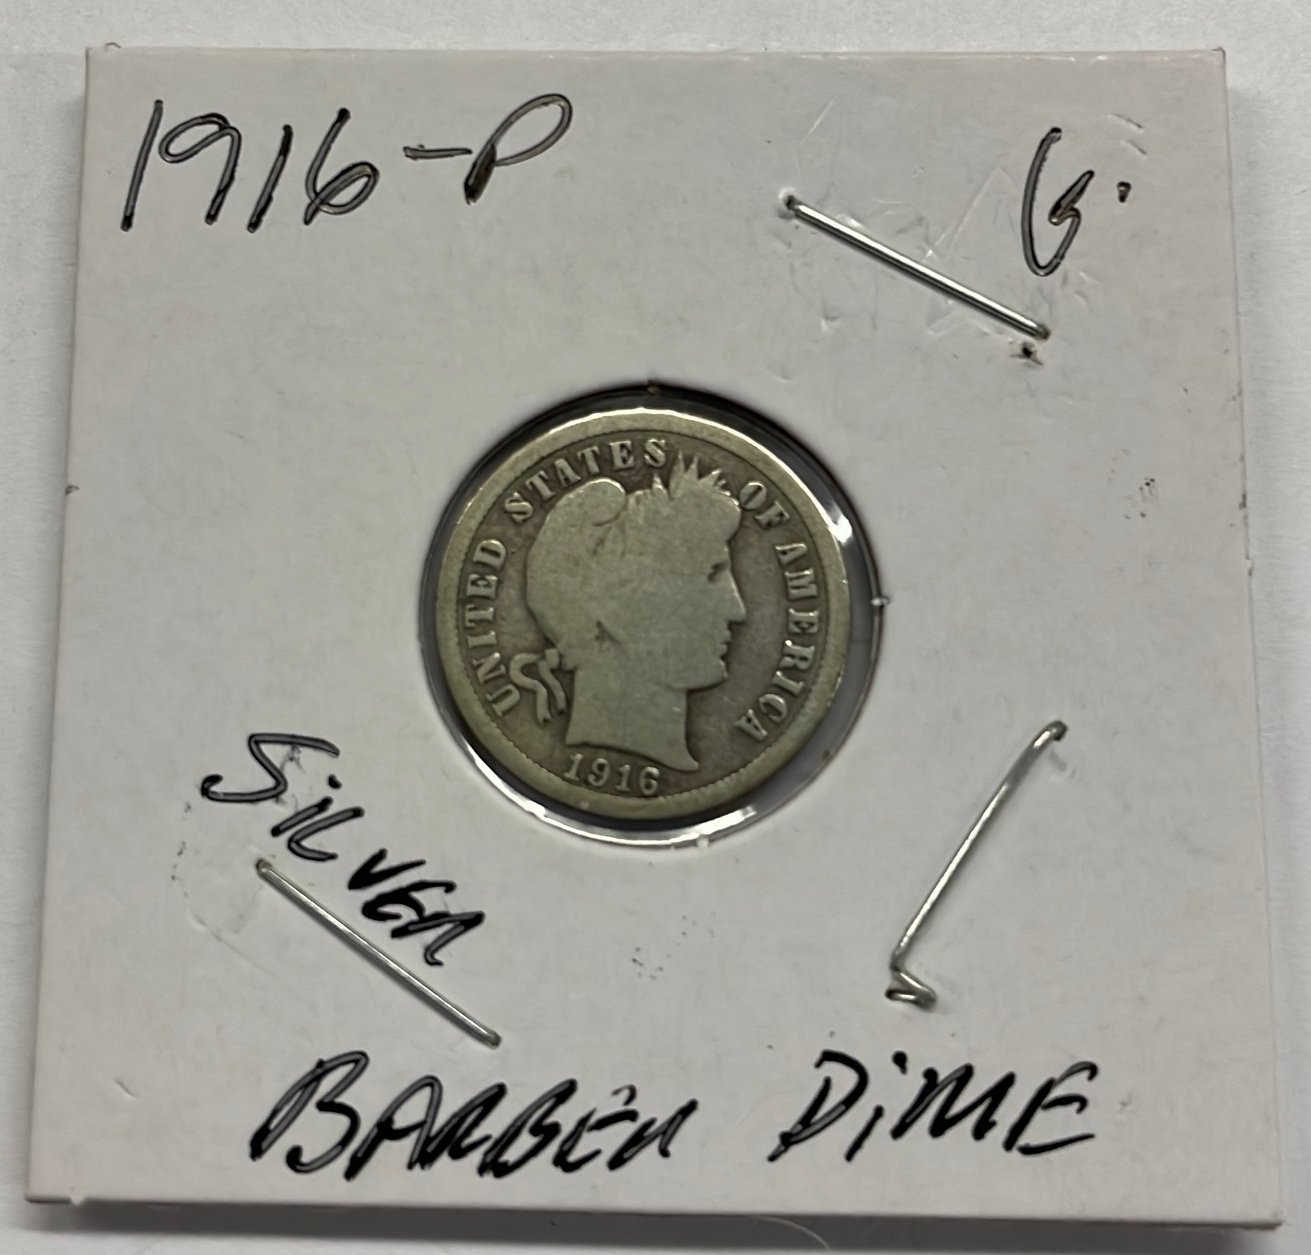 1916-P
G.
UNITED STATES OF AMERICA
1916
SiLVER
BARBER DiME